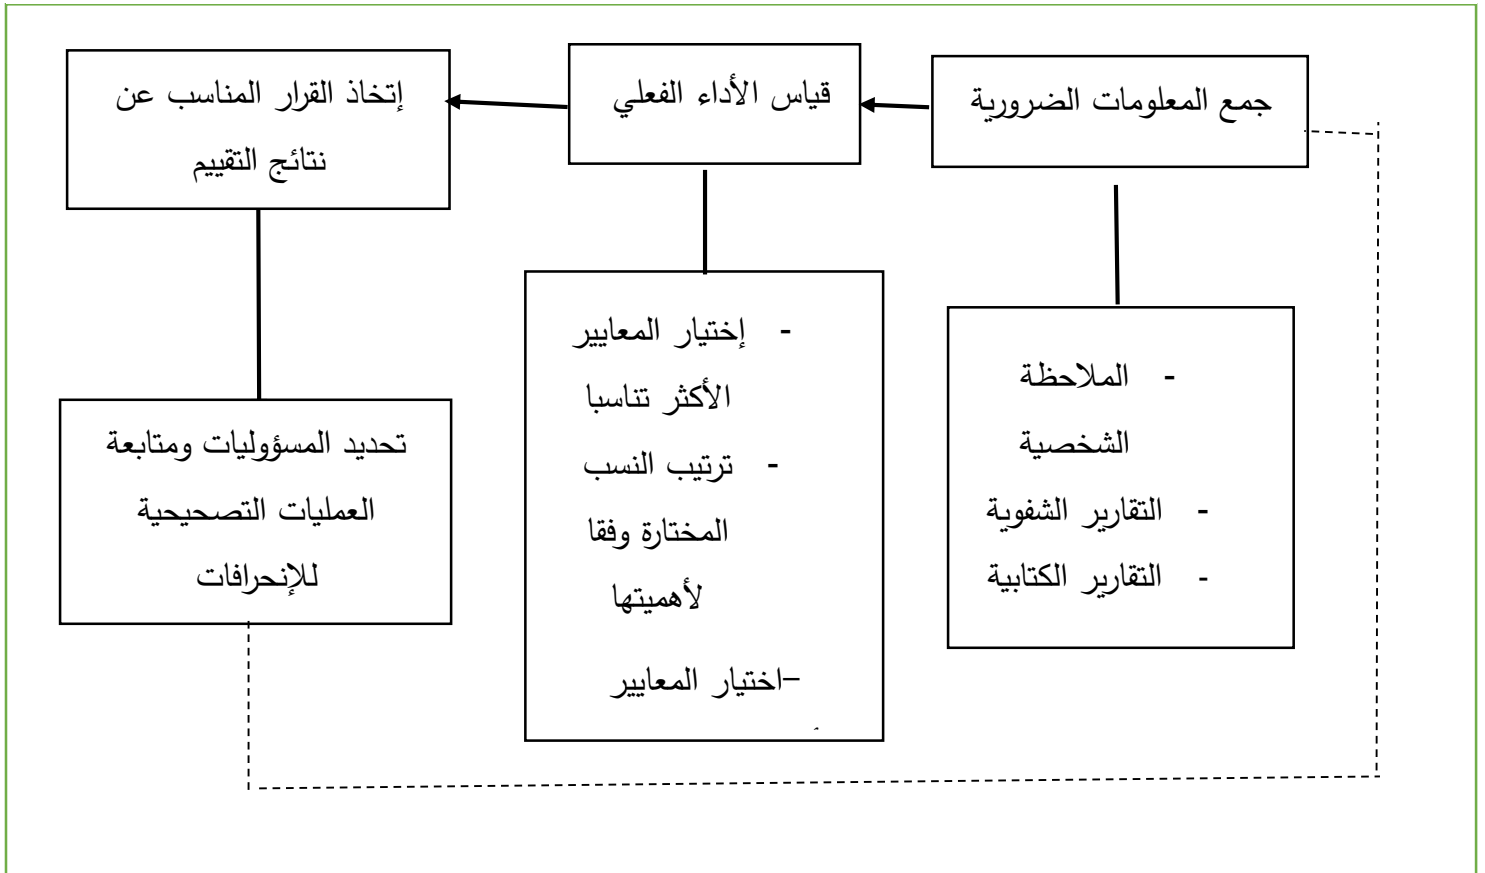 جمع المعلومات الضرورية
قياس الأداء الفعلي
إتخاذ القرار المناسب عن
نتائج التقييم
- الملاحظة
الشخصية
- التقارير الشفوية
- التقارير الكتابية
- إختيار المعايير
الأكثر تناسبا
- ترتيب النسب
المختارة وفقا
لأهميتها
–اختيار المعايير
تحديد المسؤوليات ومتابعة
العمليات التصحيحية
للإنحرافات